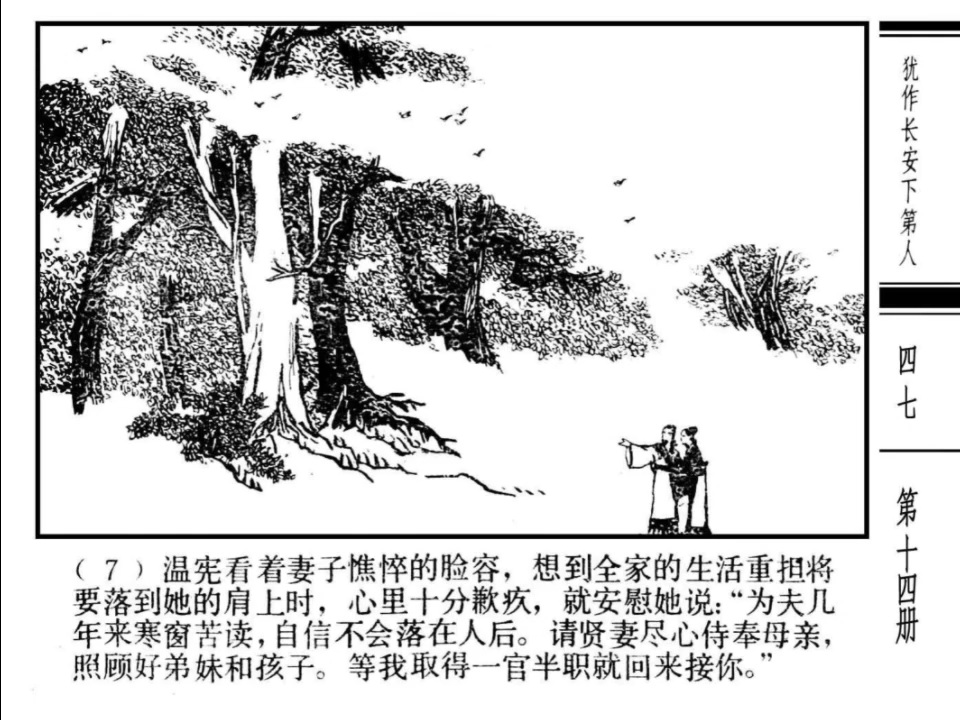 犹作长安下第人
四七
第十四册
（7）温宪看着妻子憔悴的脸容，想到全家的生活重担将
要落到她的肩上时，心里十分歉疚，就安慰她说：“为夫几
年来寒窗苦读，自信不会落在人后。请贤妻尽心侍奉母亲，
照顾好弟妹和孩子。等我取得一官半职就回来接你。”